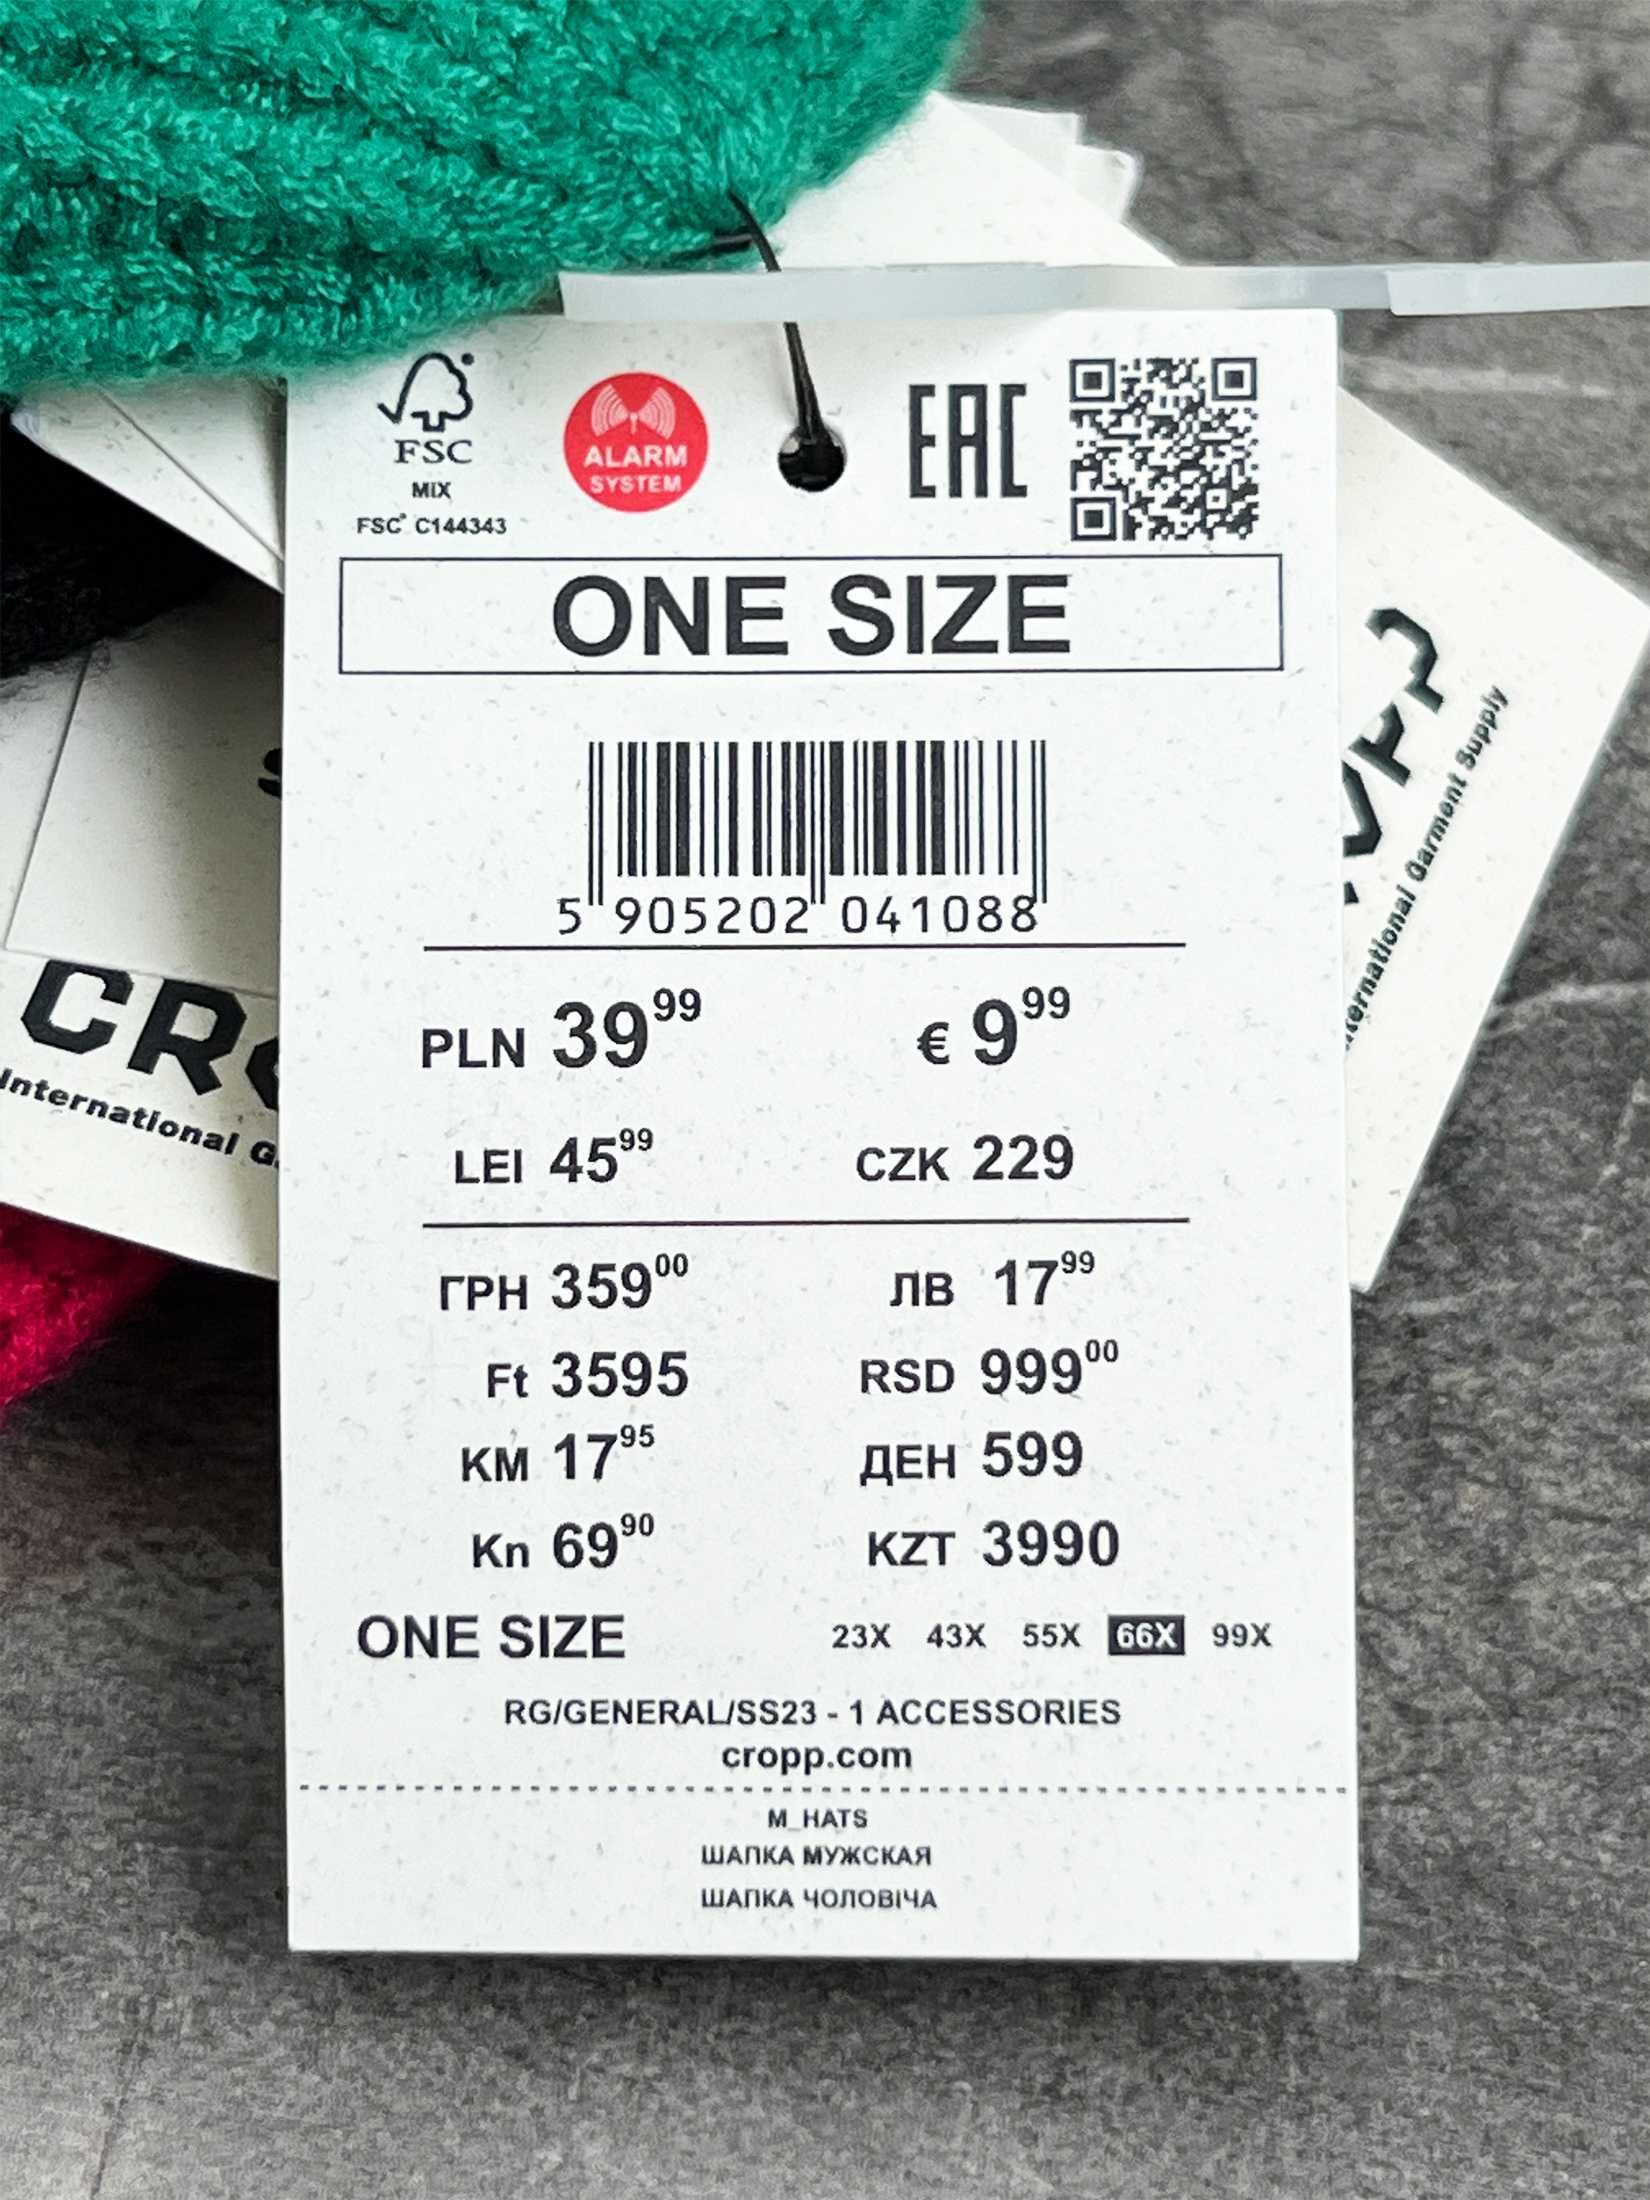 FSC
MIX
FSC® C144343
ALARM
SYSTEM
EAC
ONE SIZE
5 905202 041088
PLN 39⁹⁹ € 9⁹⁹
LEI 45⁹⁹ CZK 229
ГРН 359⁰⁰ ЛВ 17⁹⁹
Ft 3595 RSD 999⁰⁰
KM 17⁹⁵ ДЕН 599
Kn 69⁹⁰ KZT 3990
ONE SIZE 23X 43X 55X 66X 99X
RG/GENERAL/SS23 - 1 ACCESSORIES
cropp.com
M_HATS
ШАПКА МУЖСКАЯ
ШАПКА ЧОЛОВІЧА
International
Garment Supply